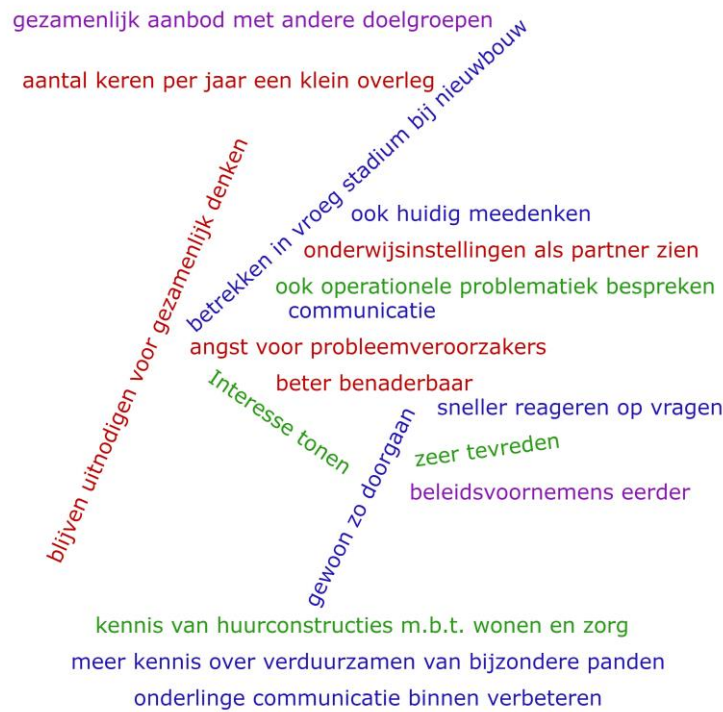 gezamenlijk aanbod met andere doelgroepen
aantal keren per jaar een klein overleg
betrekken in vroeg stadium bij nieuwbouw
blijven uitnodigen voor gezamenlijk denken
ook huidig meedenken
onderwijsinstellingen als partner zien
ook operationele problematiek bespreken
communicatie
angst voor probleemveroorzakers
beter benaderbaar
Interesse tonen
sneller reageren op vragen
gewoon zo doorgaan
zeer tevreden
beleidsvoornemens eerder
kennis van huurconstructies m.b.t. wonen en zorg
meer kennis over verduurzamen van bijzondere panden
onderlinge communicatie binnen verbeteren